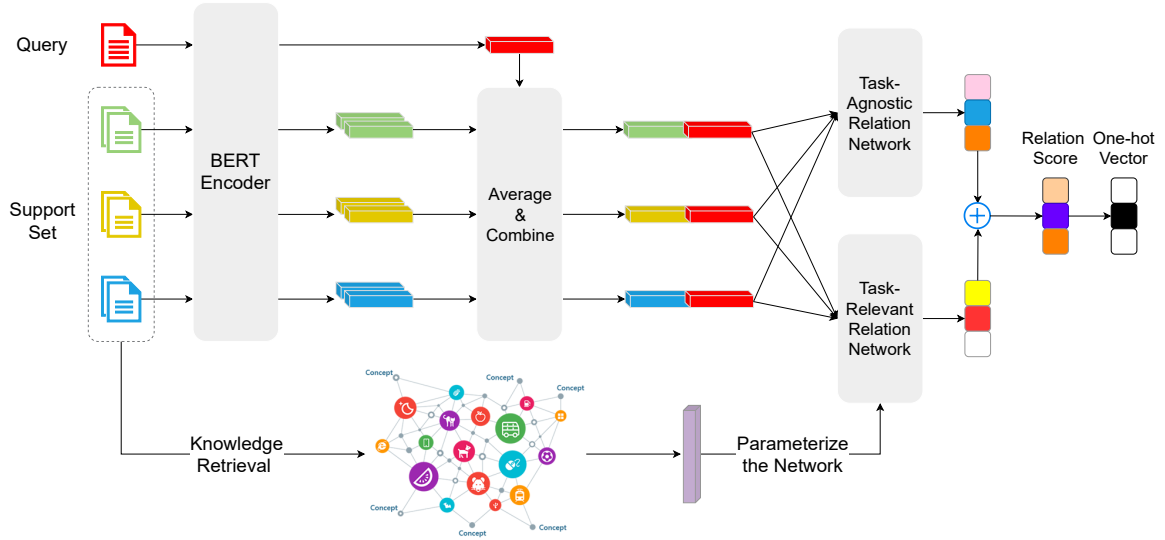 Query
Support
Set
BERT
Encoder
Average
&
Combine
Task-
Agnostic
Relation
Network
Task-
Relevant
Relation
Network
Relation
Score
One-hot
Vector
Knowledge
Retrieval
Concept
Concept
Concept
Concept
Concept
Concept
Parameterize
the Network